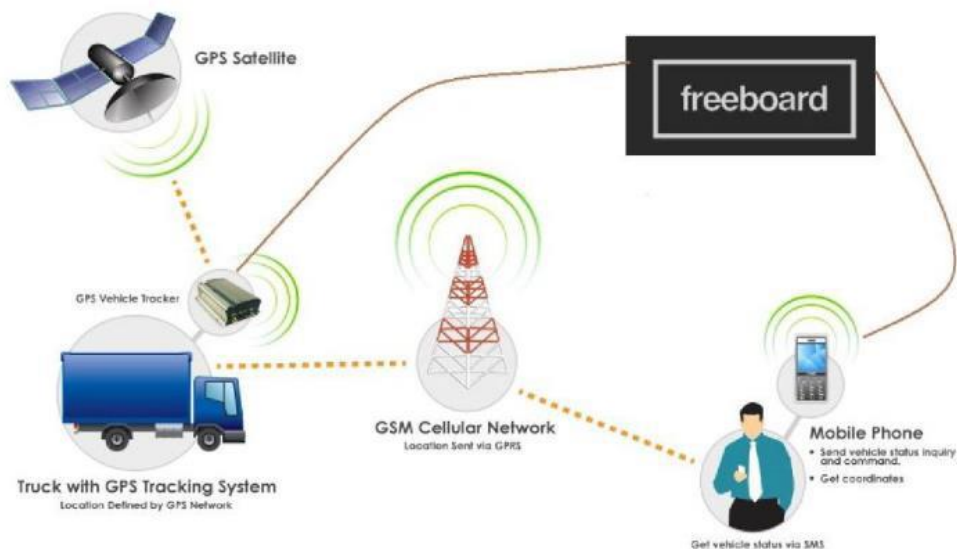 GPS Satellite
freeboard
GPS Vehicle Tracker
GSM Cellular Network
Location Sent via GPRS
Truck with GPS Tracking System
Location Defined by GPS Network
Mobile Phone
• Send vehicle status inquiry
and command.
• Get coordinates
Get vehicle status via SMS